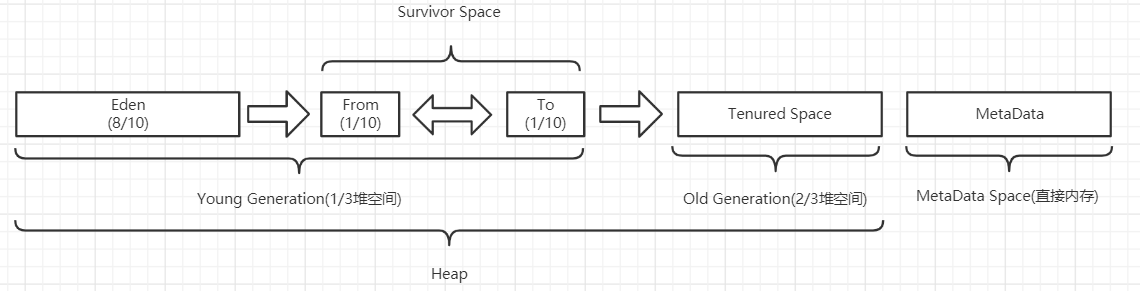 Survivor Space
Eden
(8/10)
From
(1/10)
To
(1/10)
Tenured Space
MetaData
Young Generation(1/3堆空间)
Old Generation(2/3堆空间)
MetaData Space(直接内存)
Heap